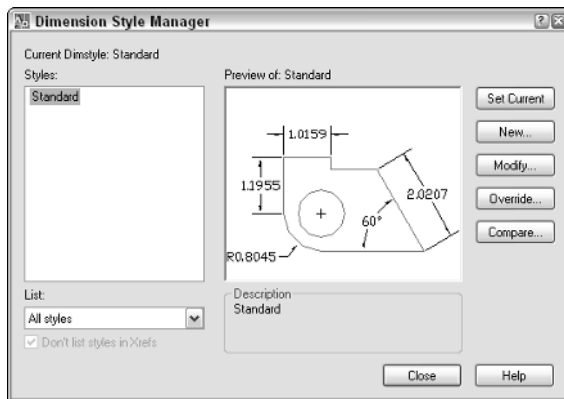 Dimension Style Manager
Current Dimstyle: Standard
Styles:
Standard
Preview of: Standard
1.0159
1.1955
2.0207
60°
R0.8045
Set Current
New...
Modify...
Override...
Compare...
List:
All styles
Don't list styles in Xrefs
Description
Standard
Close
Help